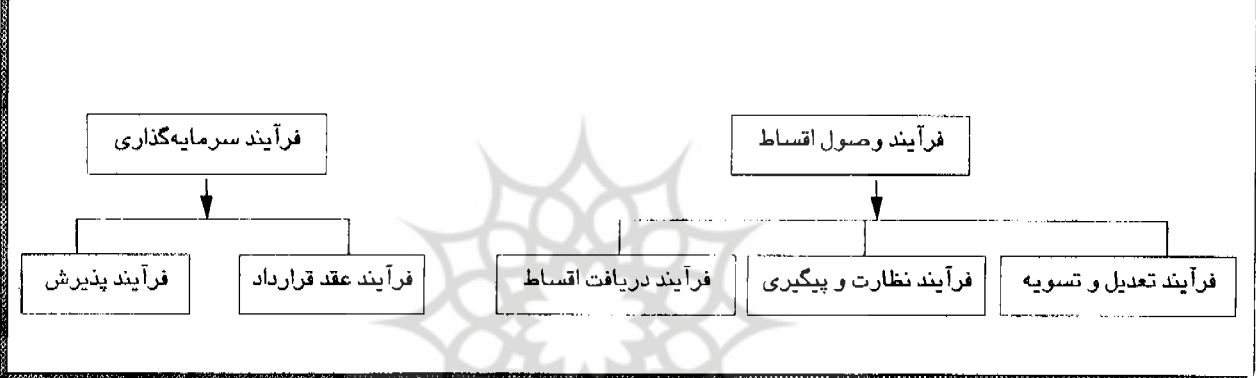 فرآیند وصول اقساط
فرآیند سرمایه‌گذاری
فرآیند تعدیل و تسویه
فرآیند نظارت و پیگیری
فرآیند دریافت اقساط
فرآیند عقد قرارداد
فرآیند پذیرش